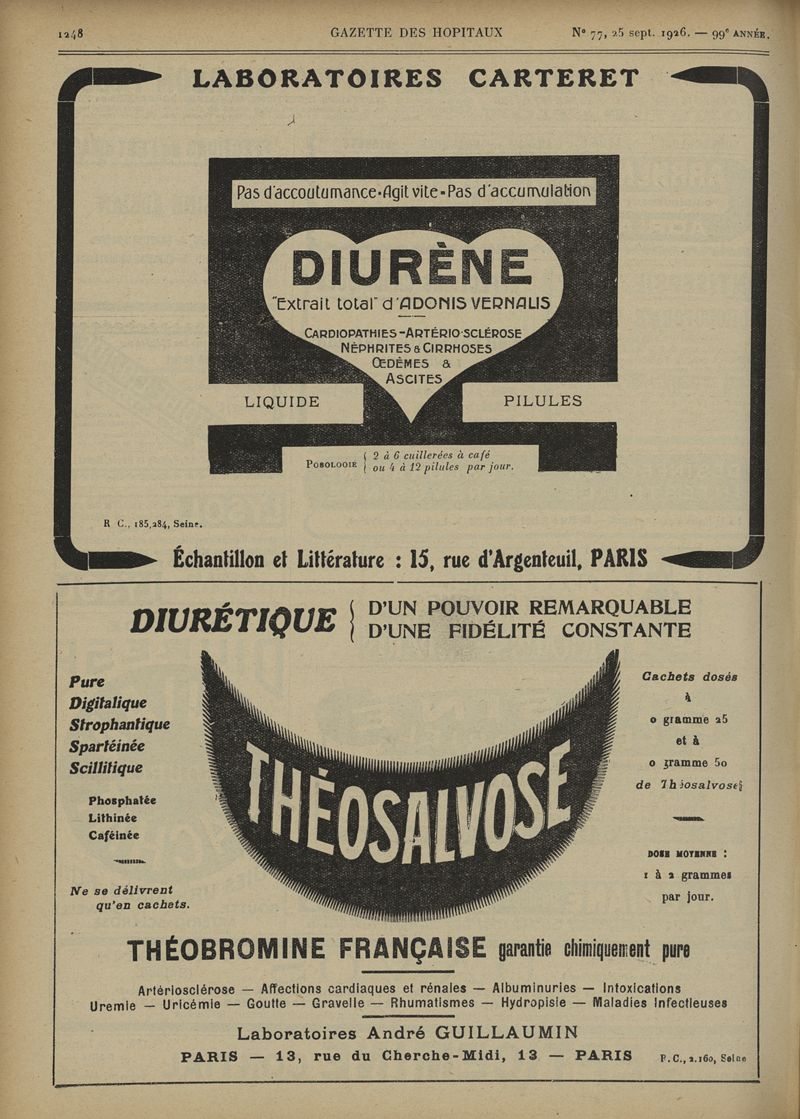 1248 GAZETTE DES HOPITAUX N° 77, 25 sept. 1926. — 99e ANNÉE.
LABORATOIRES CARTERET
Pas d'accoutumance - Agit vite - Pas d'accumulation
DIURÈNE
"Extrait total" d'ADONIS VERNALIS
CARDIOPATHIES - ARTÉRIO-SCLÉROSE
NÉPHRITES & CIRRHOSES
ŒDÈMES &
ASCITES
LIQUIDE PILULES
POSOLOGIE { 2 à 6 cuillerées à café
ou 4 à 12 pilules par jour.
R C., 185,284, Seine.
Échantillon et Littérature : 15, rue d'Argenteuil, PARIS
DIURÉTIQUE { D'UN POUVOIR REMARQUABLE
D'UNE FIDÉLITÉ CONSTANTE
Pure
Digitalique
Strophantique
Spartéinée
Scillitique
Phosphatée
Lithinée
Caféinée
Ne se délivrent
qu'en cachets.
THÉOSALVOSE
Cachets dosés
à
0 gramme 25
et à
0 gramme 50
de Théosalvose
DOSE MOYENNE :
1 à 2 grammes
par jour.
THÉOBROMINE FRANÇAISE garantie chimiquement pure
Artériosclérose — Affections cardiaques et rénales — Albuminuries — Intoxications
Uremie — Uricémie — Goutte — Gravelle — Rhumatismes — Hydropisie — Maladies Infectieuses
Laboratoires André GUILLAUMIN
PARIS — 13, rue du Cherche-Midi, 13 — PARIS R.C., 2.160, Seine